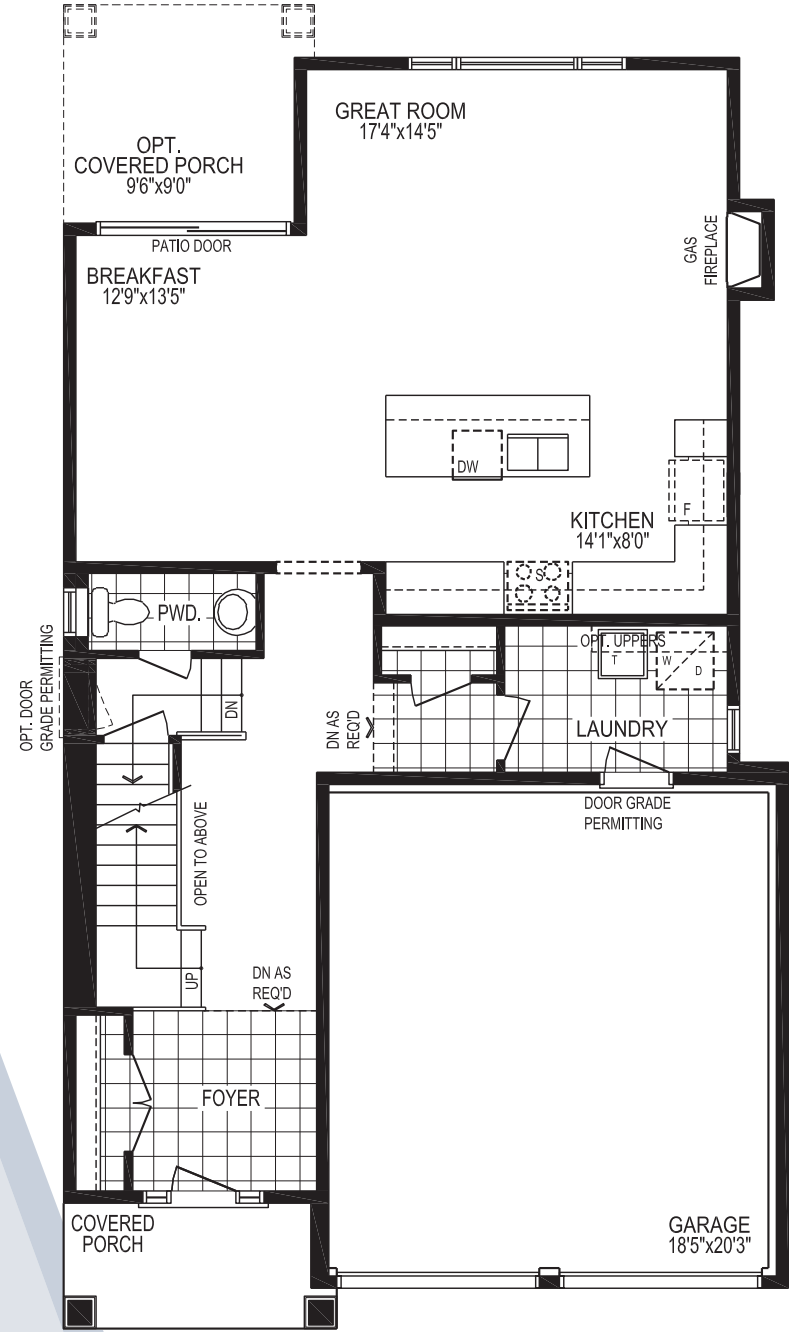 GREAT ROOM
17'4"x14'5"
OPT.
COVERED PORCH
9'6"x9'0"
PATIO DOOR
GAS
FIREPLACE
BREAKFAST
12'9"x13'5"
DW
F
KITCHEN
14'1"x8'0"
S
PWD.
OPT. UPPERS
T
W
D
OPT. DOOR
GRADE PERMITTING
DN
DN AS
REQ'D
LAUNDRY
DOOR GRADE
PERMITTING
OPEN TO ABOVE
UP
DN AS
REQ'D
FOYER
COVERED
PORCH
GARAGE
18'5"x20'3"